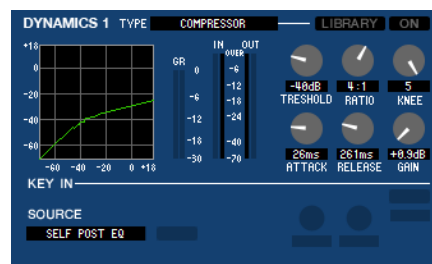 DYNAMICS 1 TYPE COMPRESSOR LIBRARY ON
+18
0
-20
-40
-60
-60 -40 -20 0 +18
GR
0
-6
-12
-18
-30
IN OUT
OVER
-6
-12
-18
-24
-40
-70
-40dB 4:1 5
TRESHOLD RATIO KNEE
26ms 261ms +0.9dB
ATTACK RELEASE GAIN
KEY IN
SOURCE
SELF POST EQ